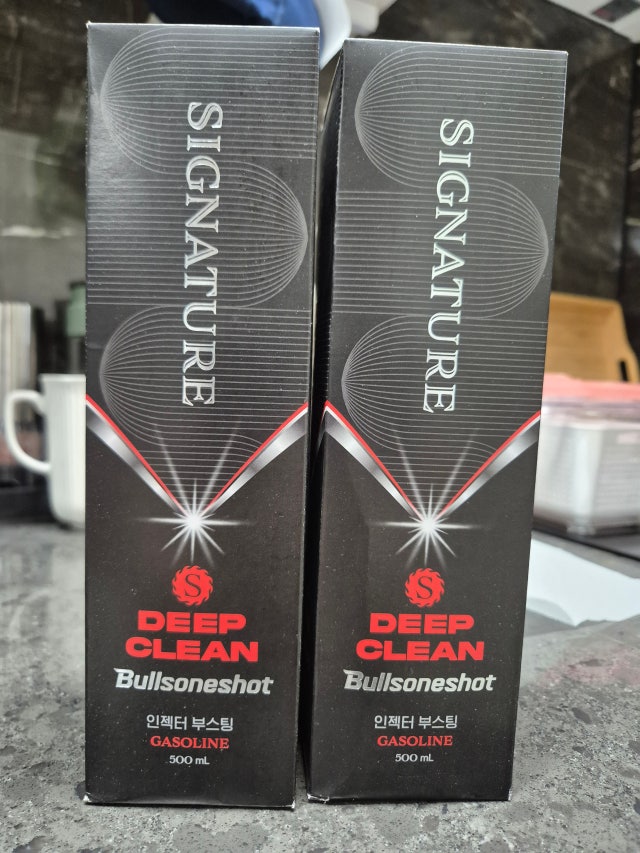 SIGNATURE
S
DEEP
CLEAN
Bullsoneshot
인젝터 부스팅
GASOLINE
500 mL
SIGNATURE
S
DEEP
CLEAN
Bullsoneshot
인젝터 부스팅
GASOLINE
500 mL